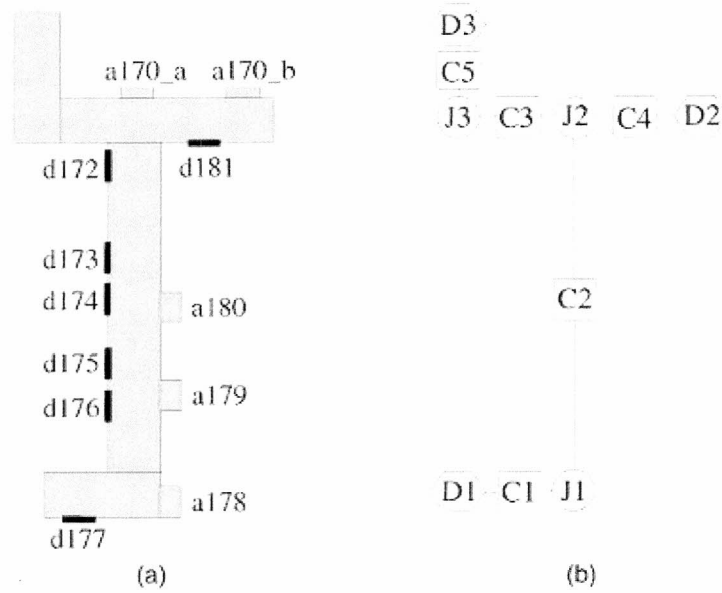 a170_a a170_b
d172
d181
d173
d174
a180
d175
d176
a179
a178
d177
(a)
D3
C5
J3 C3 J2 C4 D2
C2
D1 C1 J1
(b)